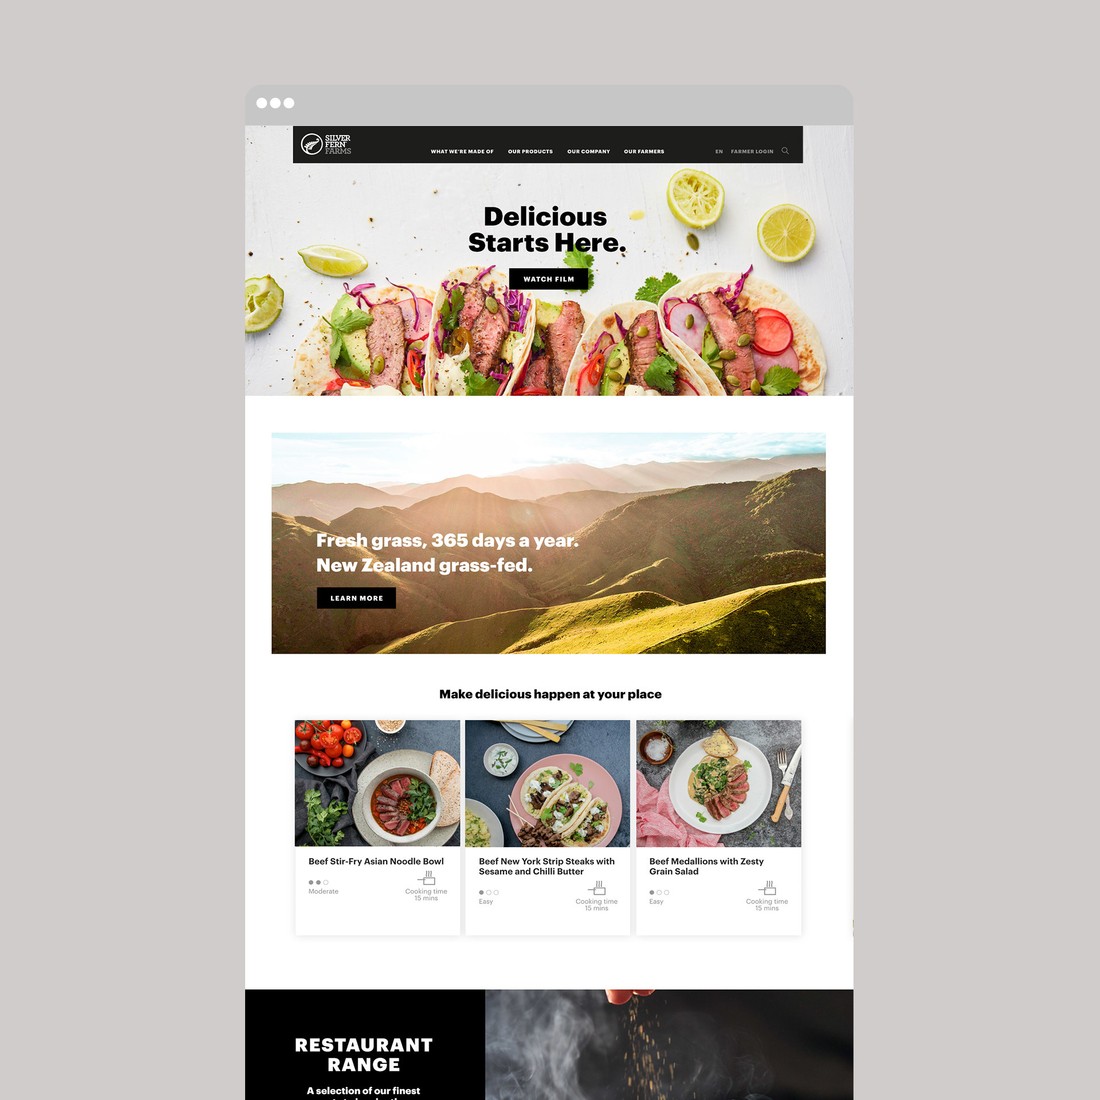 SILVER
FERN
FARMS
WHAT WE'RE MADE OF OUR PRODUCTS OUR COMPANY OUR FARMERS EN FARMER LOGIN
Delicious
Starts Here.
WATCH FILM
Fresh grass, 365 days a year.
New Zealand grass-fed.
LEARN MORE
Make delicious happen at your place
Beef Stir-Fry Asian Noodle Bowl
Moderate
Cooking time
15 mins
Beef New York Strip Steaks with
Sesame and Chilli Butter
Easy
Cooking time
15 mins
Beef Medallions with Zesty
Grain Salad
Easy
Cooking time
15 mins
RESTAURANT
RANGE
A selection of our finest